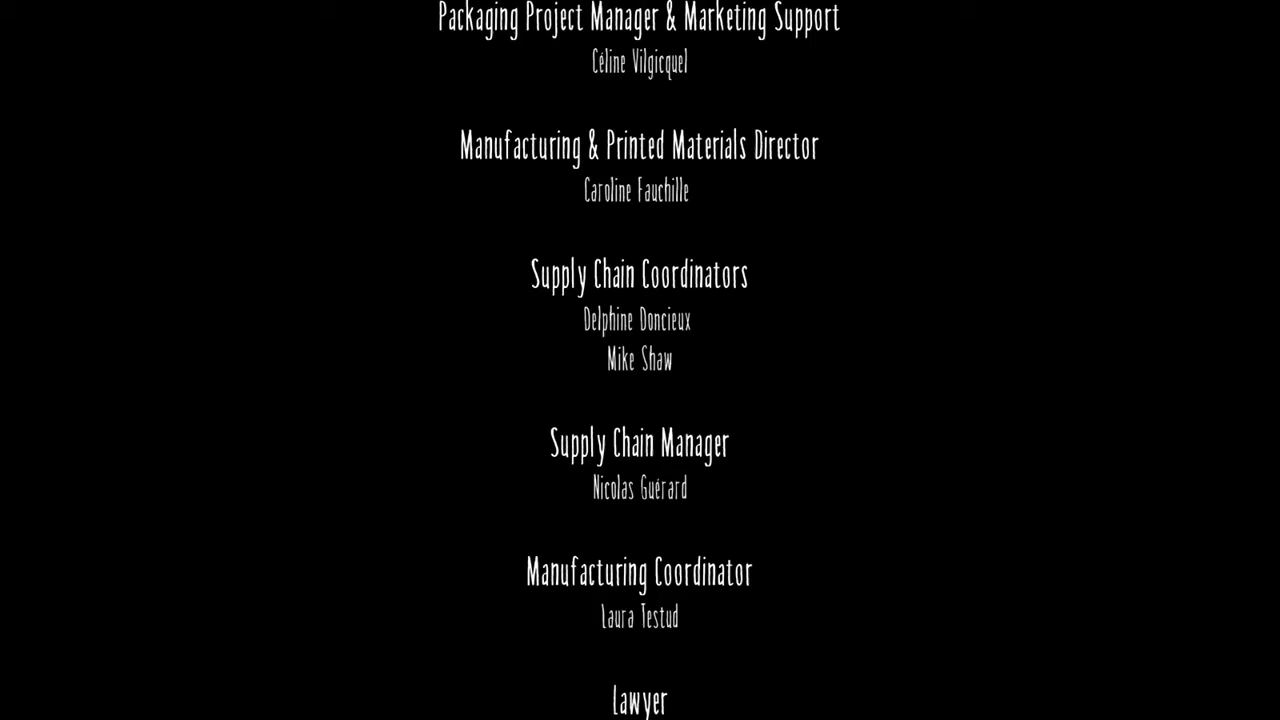 Packaging Project Manager & Marketing Support
Céline Vilgicquel
Manufacturing & Printed Materials Director
Caroline Fauchille
Supply Chain Coordinators
Delphine Doncieux
Mike Shaw
Supply Chain Manager
Nicolas Guérard
Manufacturing Coordinator
Laura Testud
Lawyer